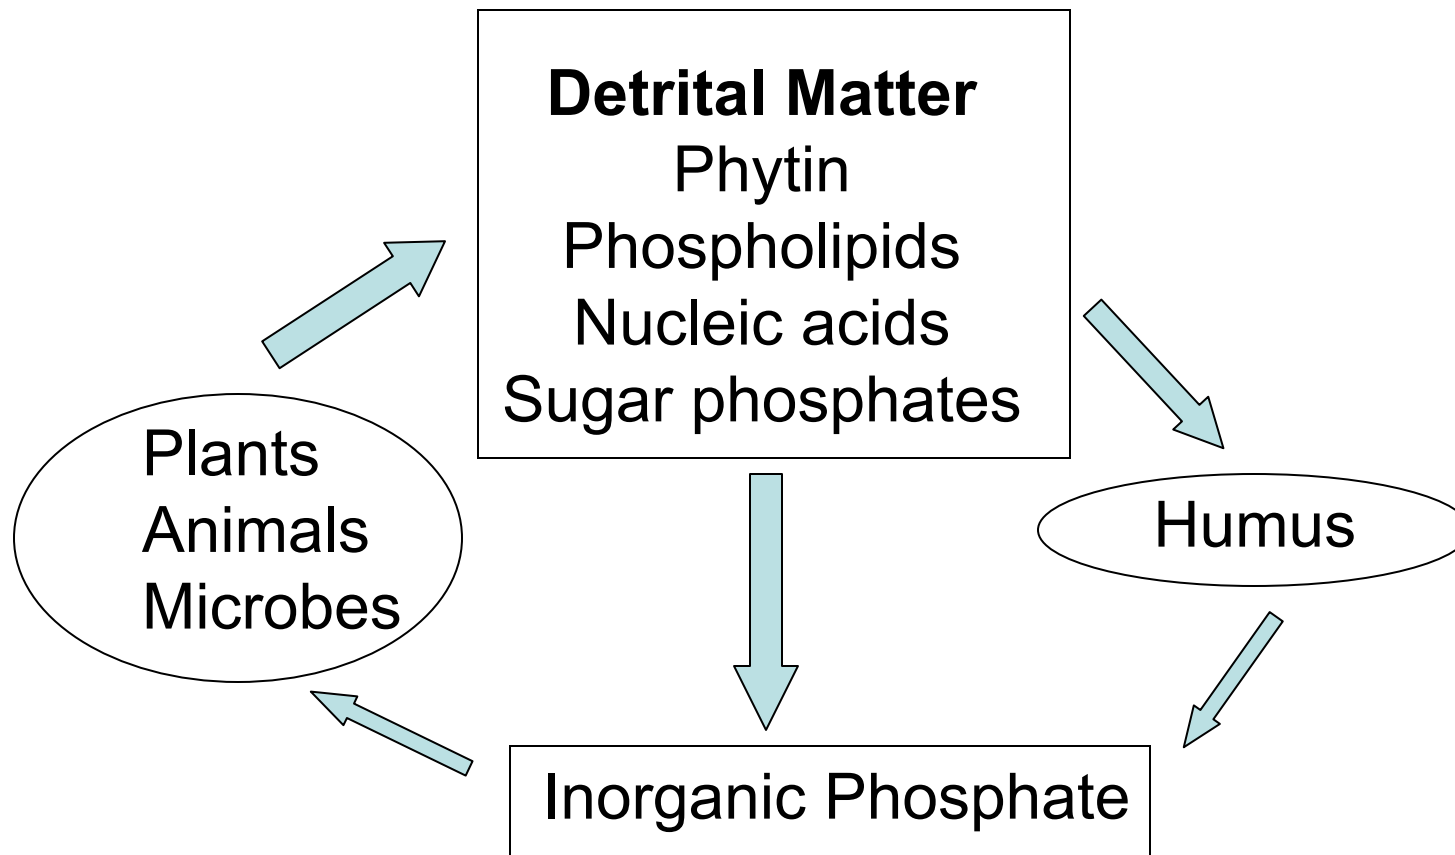 Detrital Matter
Phytin
Phospholipids
Nucleic acids
Sugar phosphates
Plants
Animals
Microbes
Humus
Inorganic Phosphate